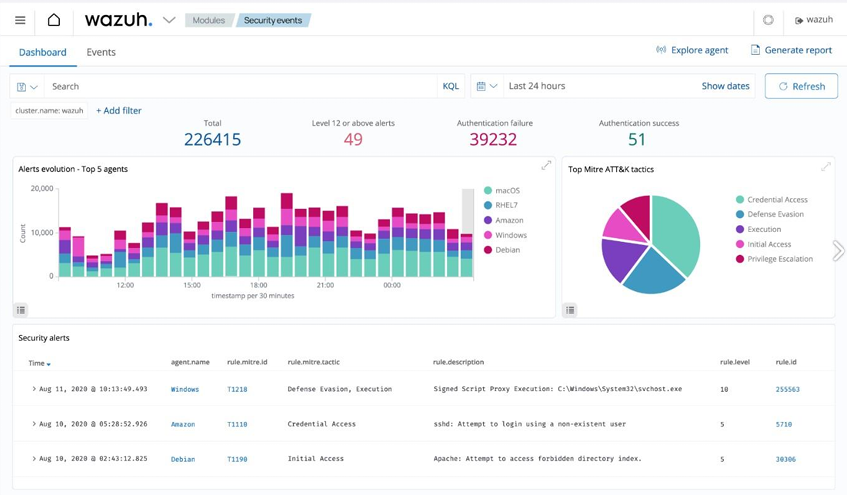 wazuh. Modules Security events wazuh
Dashboard Events Explore agent Generate report
Search KQL Last 24 hours Show dates Refresh
cluster.name: wazuh + Add filter
Total Level 12 or above alerts Authentication failure Authentication success
226415 49 39232 51
Alerts evolution - Top 5 agents
20,000
10,000
0
Count
12:00 15:00 18:00 21:00 00:00
timestamp per 30 minutes
macOS
RHEL7
Amazon
Windows
Debian
Top Mitre ATT&K tactics
Credential Access
Defense Evasion
Execution
Initial Access
Privilege Escalation
Security alerts
Time agent.name rule.mitre.id rule.mitre.tactic rule.description rule.level rule.id
> Aug 11, 2020 @ 10:13:49.493 Windows T1218 Defense Evasion, Execution Signed Script Proxy Execution: C:\Windows\System32\svchost.exe 10 255563
> Aug 10, 2020 @ 05:28:52.926 Amazon T1110 Credential Access sshd: Attempt to login using a non-existent user 5 5710
> Aug 10, 2020 @ 02:43:12.825 Debian T1190 Initial Access Apache: Attempt to access forbidden directory index. 5 30306